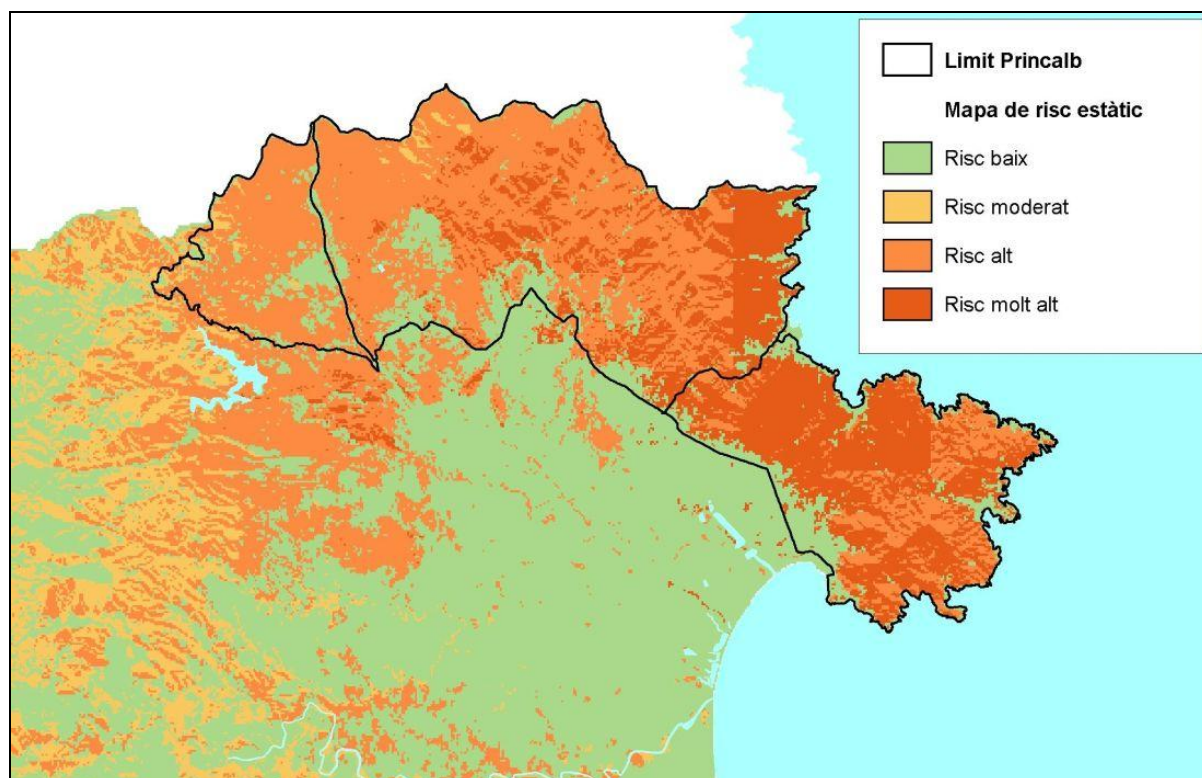 Limit Princalb
Mapa de risc estàtic
Risc baix
Risc moderat
Risc alt
Risc molt alt